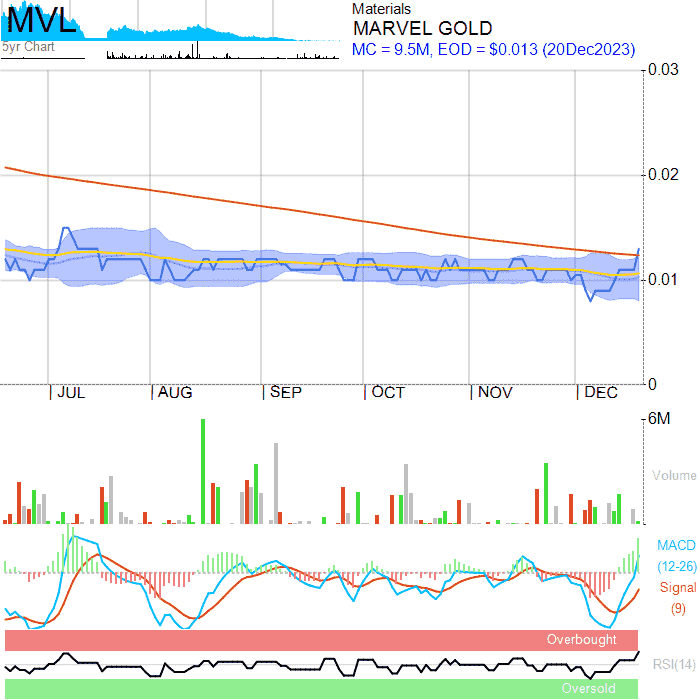 MVL
5yr Chart
Materials
MARVEL GOLD
MC = 9.5M, EOD = $0.013 (20Dec2023)
0.03
0.02
0.01
0
JUL
AUG
SEP
OCT
NOV
DEC
6M
Volume
MACD
(12-26)
Signal
(9)
Overbought
RSI(14)
Oversold